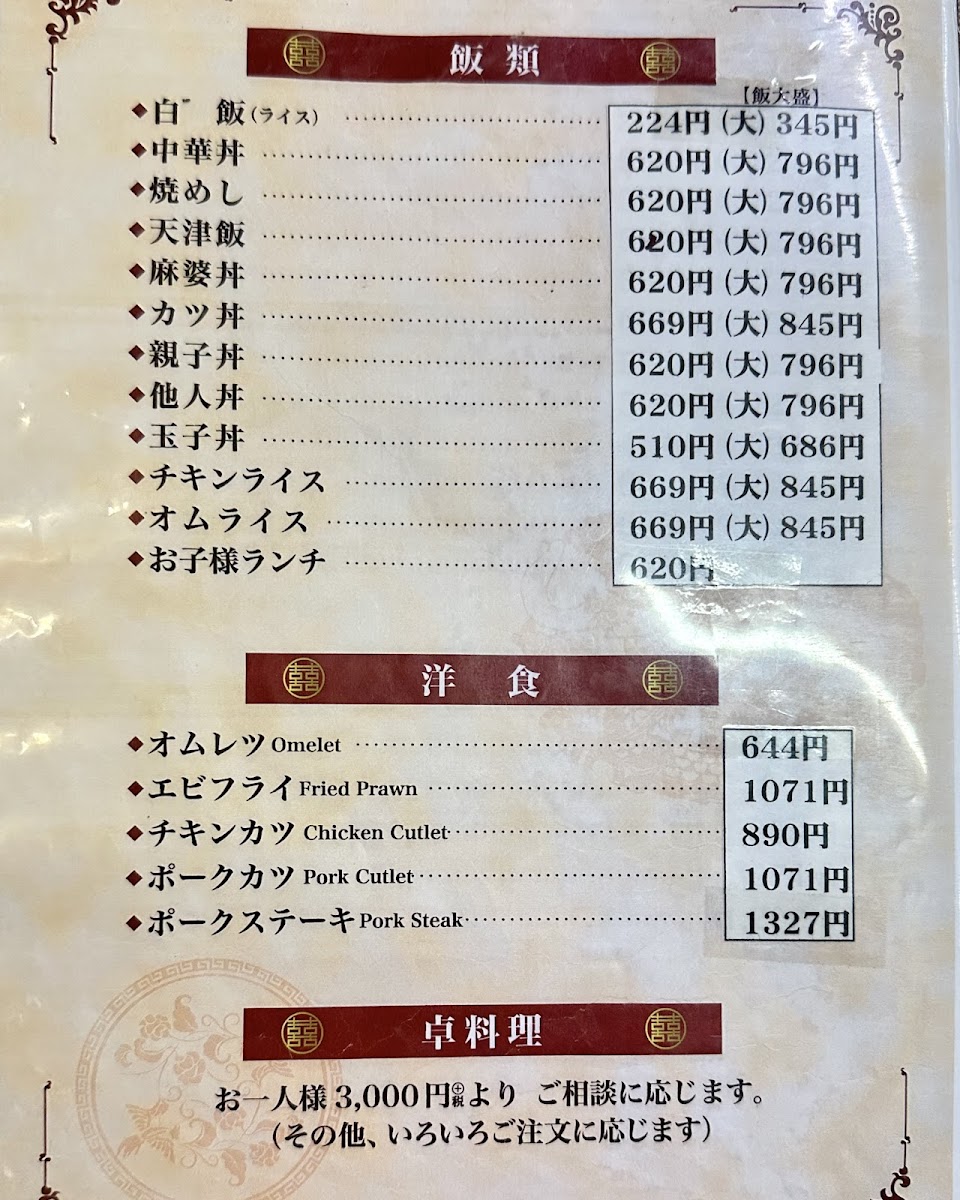 飯類
【飯大盛】
◆白飯(ライス) 224円(大)345円
◆中華丼 620円(大)796円
◆焼めし 620円(大)796円
◆天津飯 620円(大)796円
◆麻婆丼 620円(大)796円
◆カツ丼 669円(大)845円
◆親子丼 620円(大)796円
◆他人丼 620円(大)796円
◆玉子丼 510円(大)686円
◆チキンライス 669円(大)845円
◆オムライス 669円(大)845円
◆お子様ランチ 620円
洋食
◆オムレツ Omelet 644円
◆エビフライ Fried Prawn 1071円
◆チキンカツ Chicken Cutlet 890円
◆ポークカツ Pork Cutlet 1071円
◆ポークステーキ Pork Steak 1327円
卓料理
お一人様3,000円+税より ご相談に応じます。
(その他、いろいろご注文に応じます)